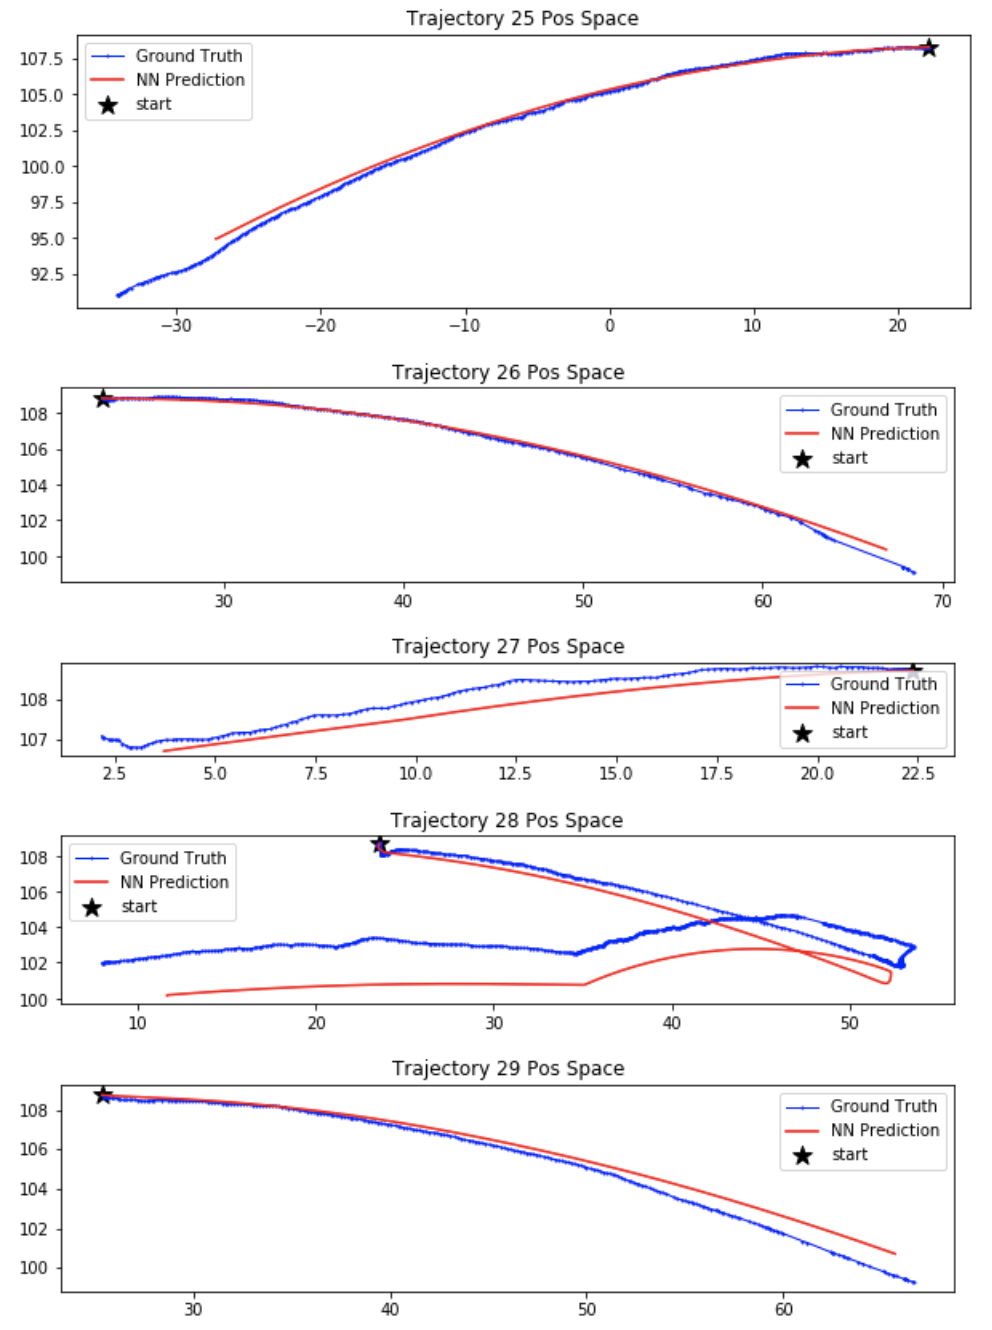 Trajectory 25 Pos Space
Ground Truth
NN Prediction
start
107.5
105.0
102.5
100.0
97.5
95.0
92.5
−30 −20 −10 0 10 20
Trajectory 26 Pos Space
Ground Truth
NN Prediction
start
108
106
104
102
100
30 40 50 60 70
Trajectory 27 Pos Space
Ground Truth
NN Prediction
start
108
107
2.5 5.0 7.5 10.0 12.5 15.0 17.5 20.0 22.5
Trajectory 28 Pos Space
Ground Truth
NN Prediction
start
108
106
104
102
100
10 20 30 40 50
Trajectory 29 Pos Space
Ground Truth
NN Prediction
start
108
106
104
102
100
30 40 50 60